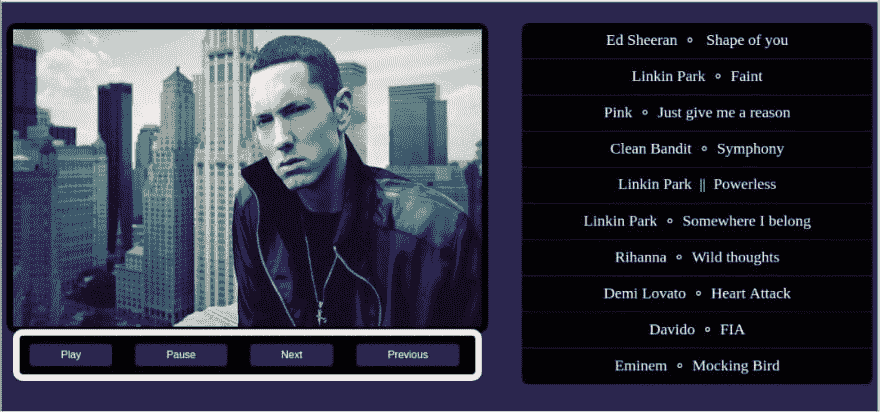 Play Pause Next Previous
Ed Sheeran ⚬ Shape of you
Linkin Park ⚬ Faint
Pink ⚬ Just give me a reason
Clean Bandit ⚬ Symphony
Linkin Park || Powerless
Linkin Park ⚬ Somewhere I belong
Rihanna ⚬ Wild thoughts
Demi Lovato ⚬ Heart Attack
Davido ⚬ FIA
Eminem ⚬ Mocking Bird